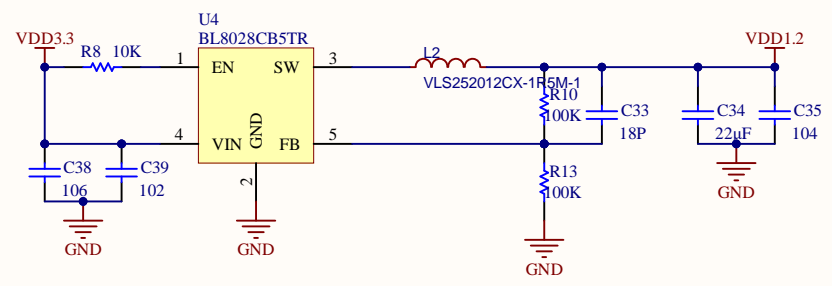 U4
BL8028CB5TR
VDD3.3
R8 10K
1
EN
SW
3
L2
VLS252012CX-1R5M-1
VDD1.2
R10
100K
C33
18P
C34
22µF
C35
104
4
VIN
GND
FB
5
C38
106
C39
102
2
R13
100K
GND
GND
GND
GND